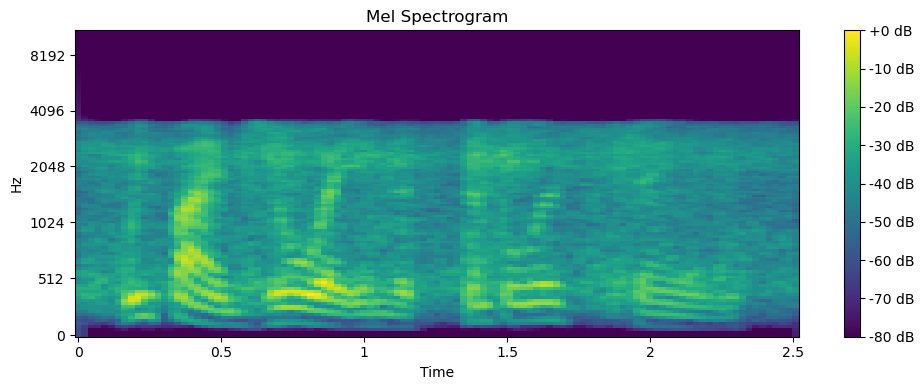 Mel Spectrogram
+0 dB
8192
-10 dB
4096
-20 dB
-30 dB
2048
Hz
-40 dB
1024
-50 dB
-60 dB
512
-70 dB
0
-80 dB
0
0.5
1
1.5
2
2.5
Time